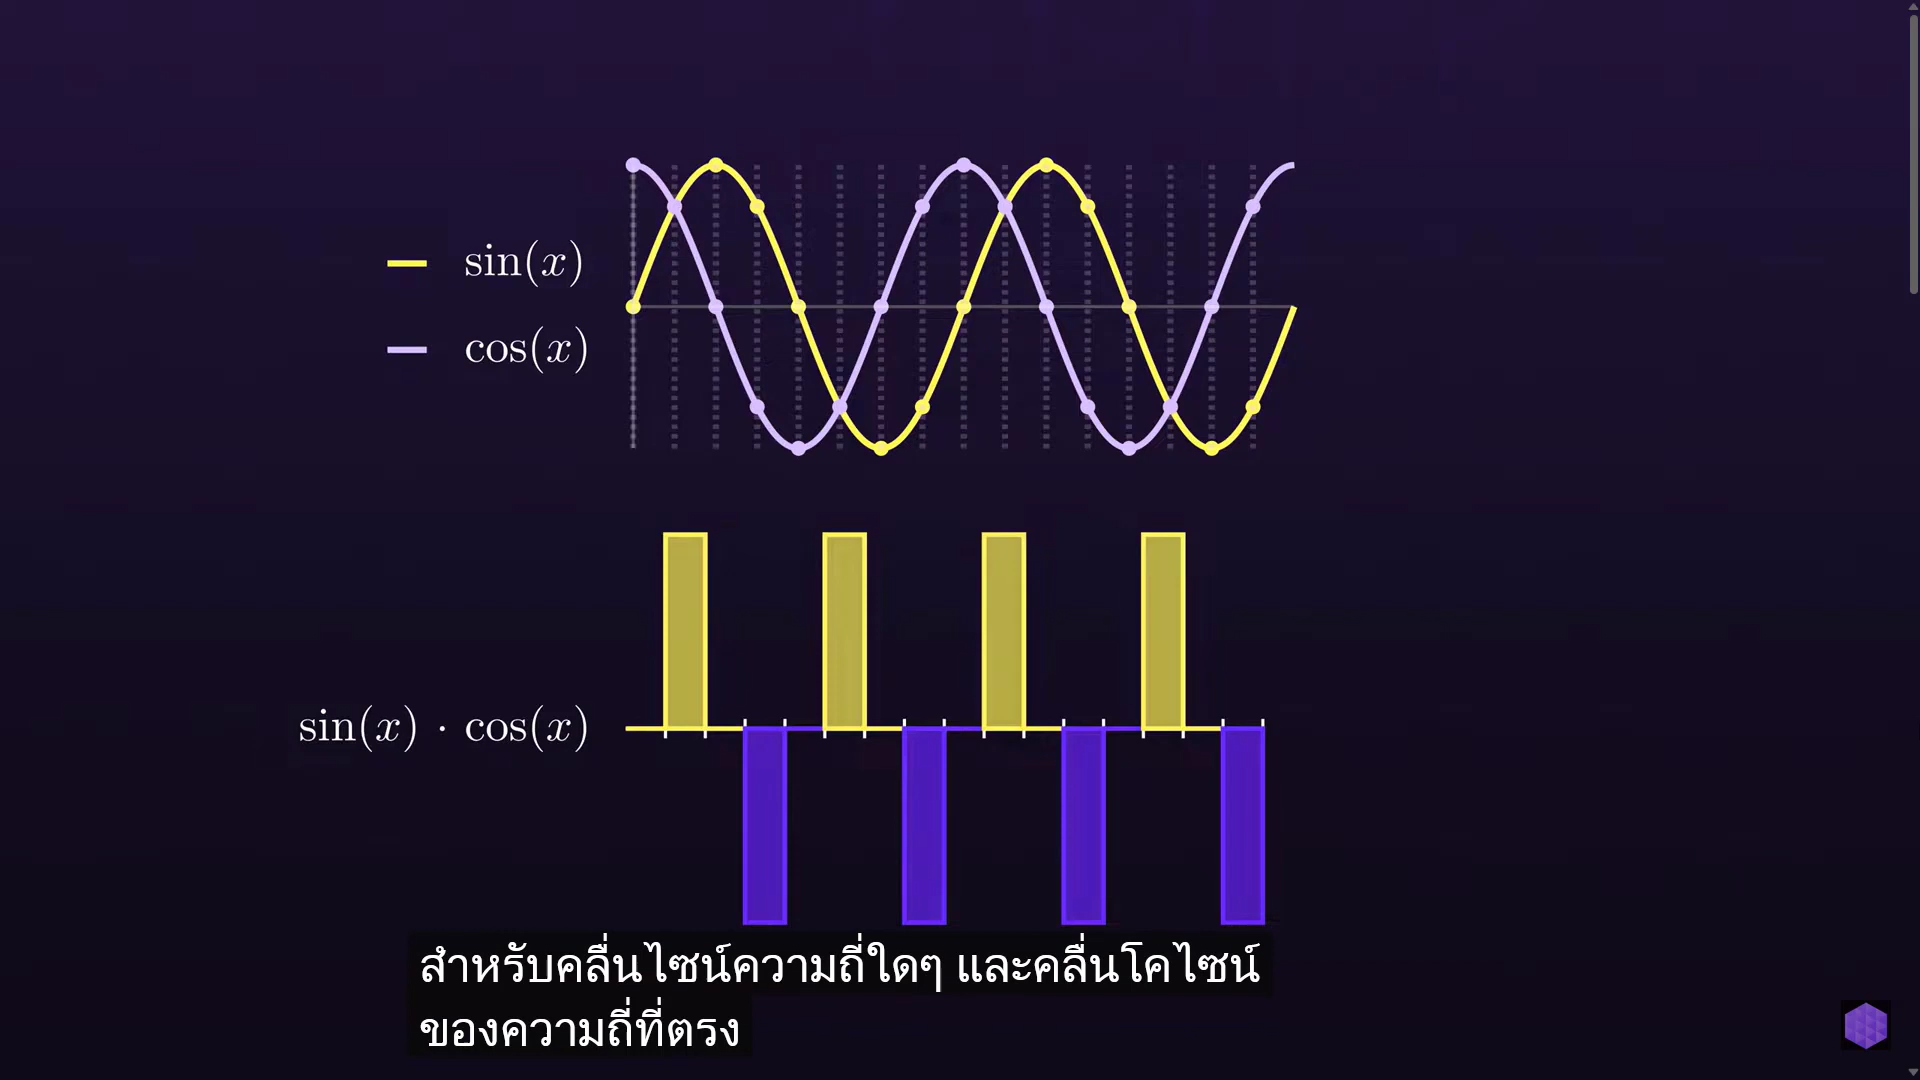 sin(x)
cos(x)
sin(x) · cos(x)
สำหรับคลื่นไซน์ความถี่ใดๆ และคลื่นโคไซน์
ของความถี่ที่ตรง